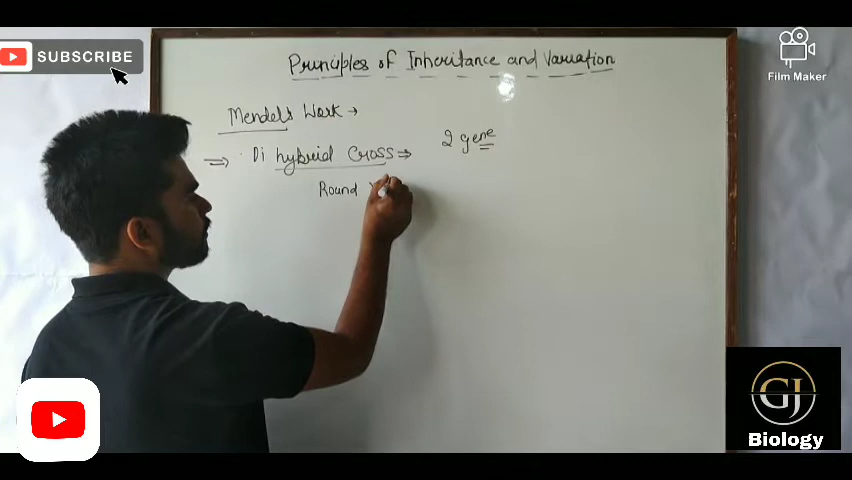 SUBSCRIBE
Principles of Inheritance and Variation
Film Maker
Mendel's Work →
⇒ Di hybrid Cross ⇒ 2 gene
Round
GJ
Biology